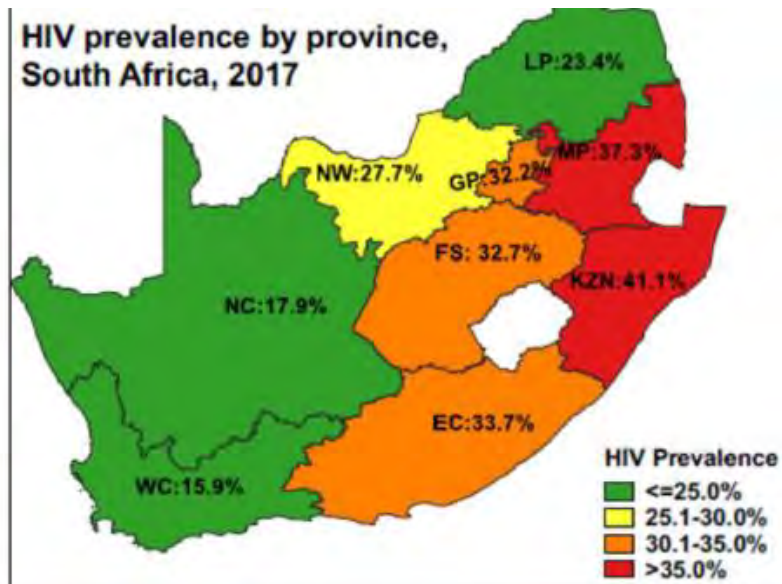 HIV prevalence by province,
South Africa, 2017
LP:23.4%
MP:37.3%
NW:27.7%
GP:32.2%
FS: 32.7%
KZN:41.1%
NC:17.9%
EC:33.7%
WC:15.9%
HIV Prevalence
<=25.0%
25.1-30.0%
30.1-35.0%
>35.0%